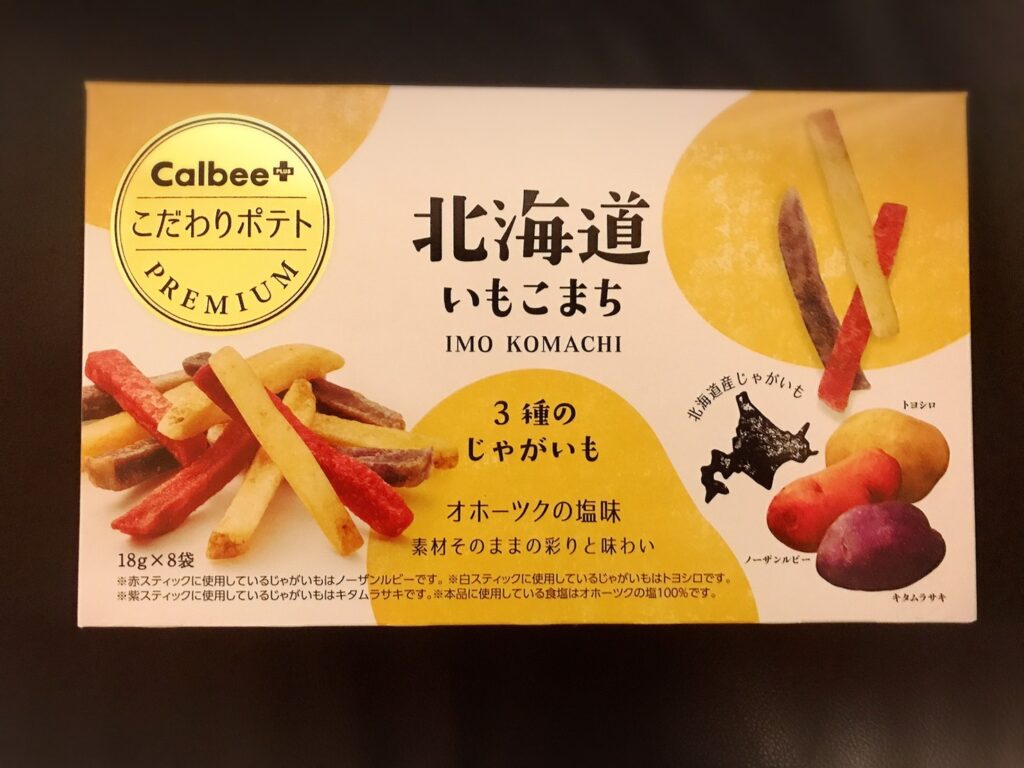 Calbee PLUS
こだわりポテト
PREMIUM
北海道
いもこまち
IMO KOMACHI
3種の
じゃがいも
オホーツクの塩味
素材そのままの彩りと味わい
北海道産じゃがいも
トヨシロ
ノーザンルビー
キタムラサキ
18g×8袋
※赤スティックに使用しているじゃがいもはノーザンルビーです。※白スティックに使用しているじゃがいもはトヨシロです。
※紫スティックに使用しているじゃがいもはキタムラサキです。※本品に使用している食塩はオホーツクの塩100%です。